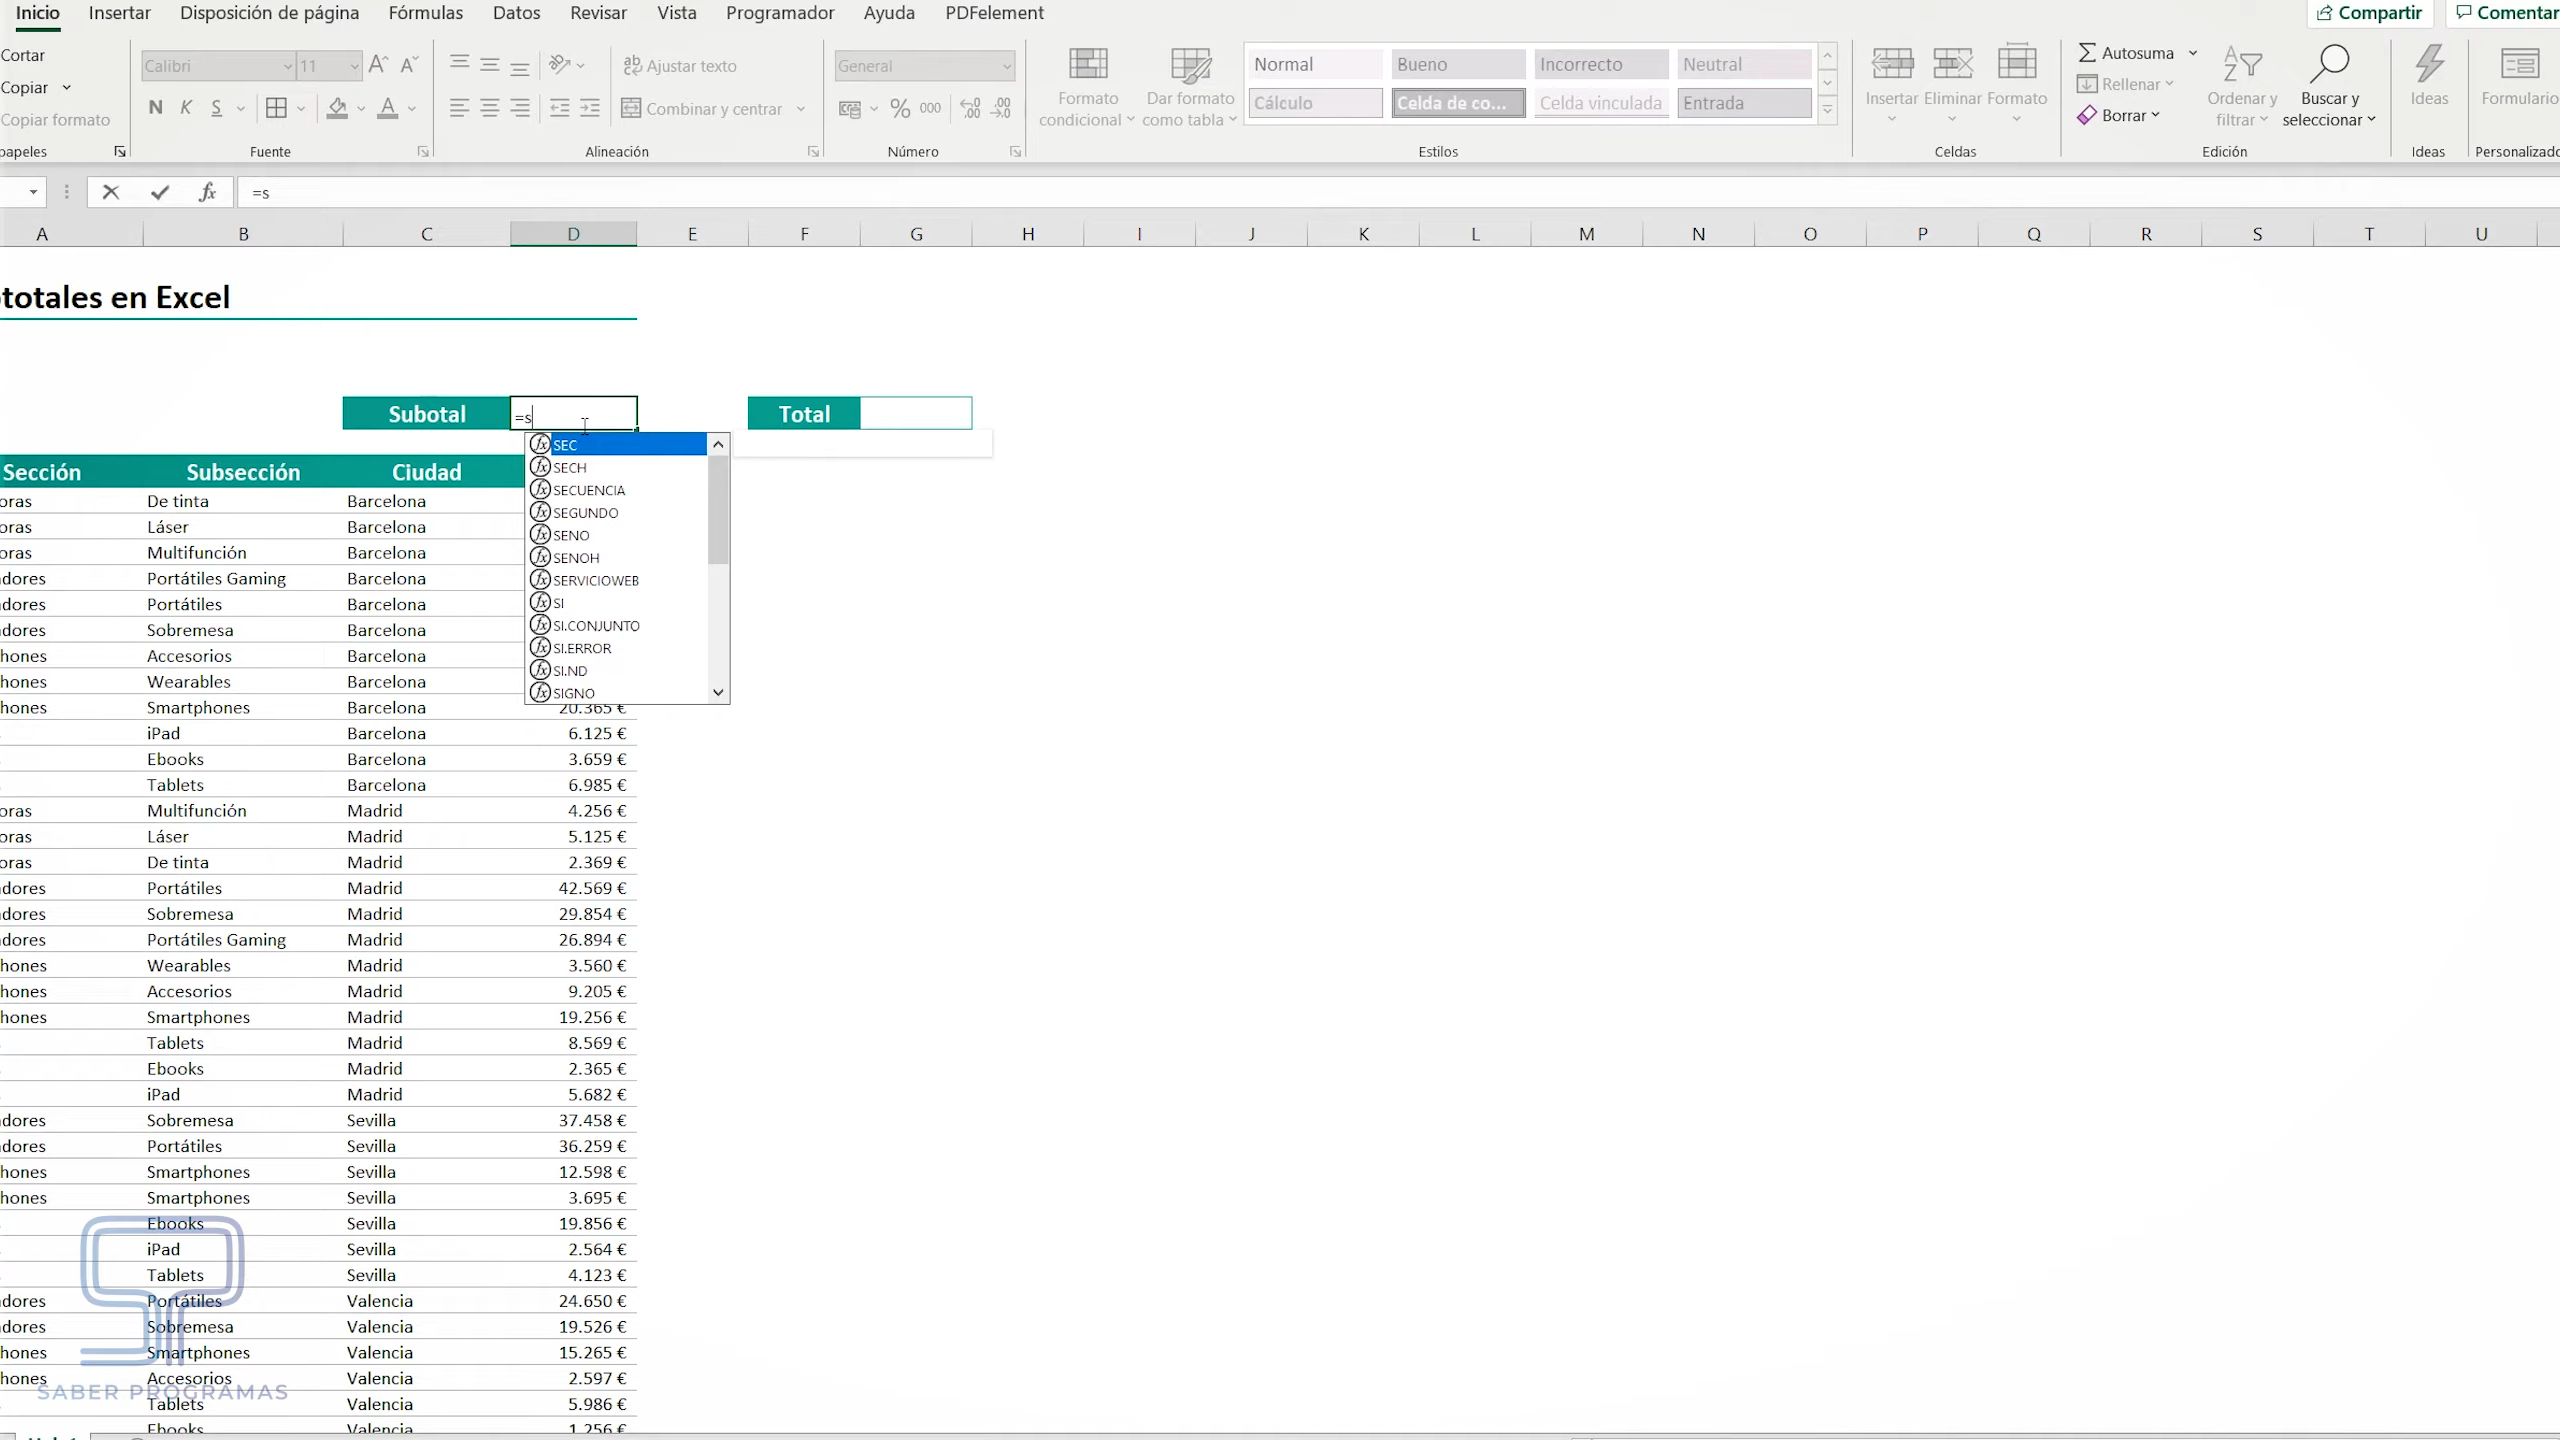 Inicio Insertar Disposición de página Fórmulas Datos Revisar Vista Programador Ayuda PDFelement Compartir Comentar
Cortar
Copiar
Copiar formato
papeles
Calibri 11
N K S
Fuente
Ajustar texto
Combinar y centrar
Alineación
General
% 000
Número
Formato condicional
Dar formato como tabla
Normal Bueno Incorrecto Neutral
Cálculo Celda de co... Celda vinculada Entrada
Estilos
Insertar Eliminar Formato
Celdas
Autosuma
Rellenar
Borrar
Ordenar y filtrar
Buscar y seleccionar
Edición
Ideas
Ideas
Formulario
Personalizado
fx =s
A B C D E F G H I J K L M N O P Q R S T U
totales en Excel
Subotal =s Total
SEC
SECH
SECUENCIA
SEGUNDO
SENO
SENOH
SERVICIOWEB
SI
SI.CONJUNTO
SI.ERROR
SI.ND
SIGNO
Sección Subsección Ciudad
oras De tinta Barcelona
oras Láser Barcelona
oras Multifunción Barcelona
dores Portátiles Gaming Barcelona
dores Portátiles Barcelona
dores Sobremesa Barcelona
hones Accesorios Barcelona
hones Wearables Barcelona
hones Smartphones Barcelona 20.365 €
iPad Barcelona 6.125 €
Ebooks Barcelona 3.659 €
Tablets Barcelona 6.985 €
oras Multifunción Madrid 4.256 €
oras Láser Madrid 5.125 €
oras De tinta Madrid 2.369 €
dores Portátiles Madrid 42.569 €
dores Sobremesa Madrid 29.854 €
dores Portátiles Gaming Madrid 26.894 €
hones Wearables Madrid 3.560 €
hones Accesorios Madrid 9.205 €
hones Smartphones Madrid 19.256 €
Tablets Madrid 8.569 €
Ebooks Madrid 2.365 €
iPad Madrid 5.682 €
dores Sobremesa Sevilla 37.458 €
dores Portátiles Sevilla 36.259 €
hones Smartphones Sevilla 12.598 €
hones Smartphones Sevilla 3.695 €
Ebooks Sevilla 19.856 €
iPad Sevilla 2.564 €
Tablets Sevilla 4.123 €
dores Portátiles Valencia 24.650 €
dores Sobremesa Valencia 19.526 €
hones Smartphones Valencia 15.265 €
hones Accesorios Valencia 2.597 €
SABER PROGRAMAS
Tablets Valencia 5.986 €
Ebooks Valencia 1.256 €